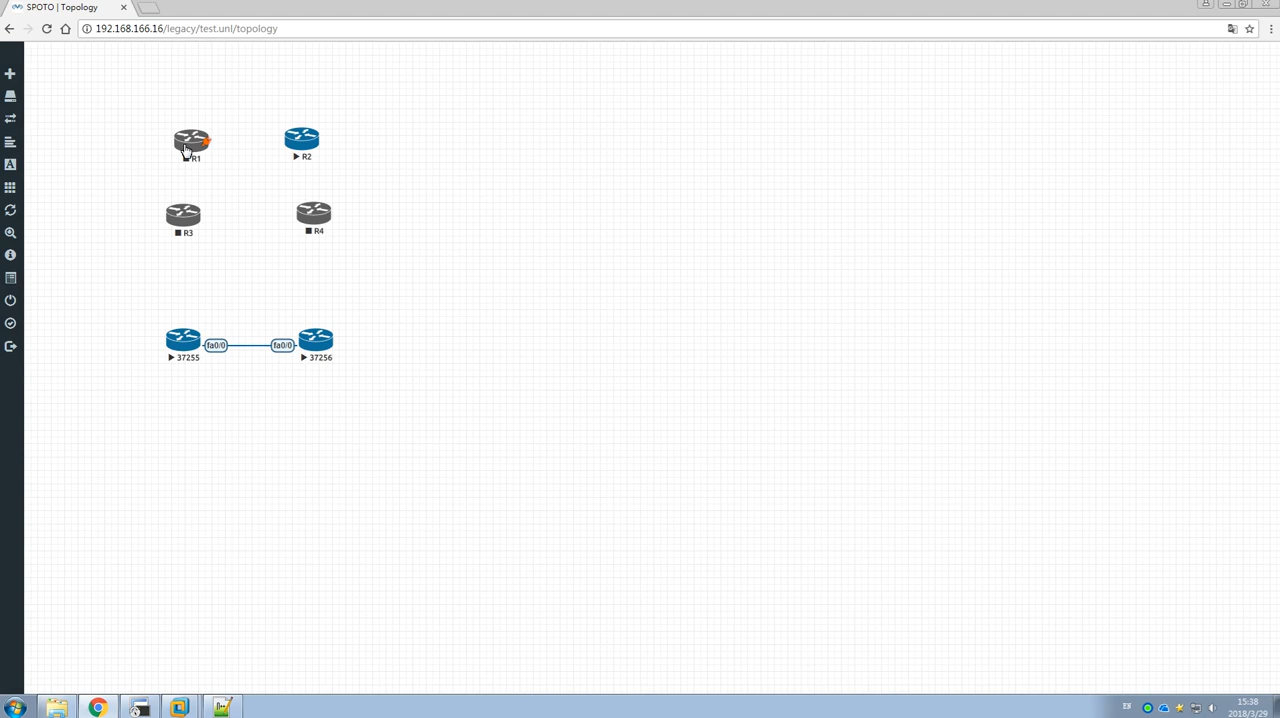 SPOTO | Topology
192.168.166.16/legacy/test.unl/topology
R1
R2
R3
R4
fa0/0
fa0/0
37255
37256
EN
15:38
2018/3/29